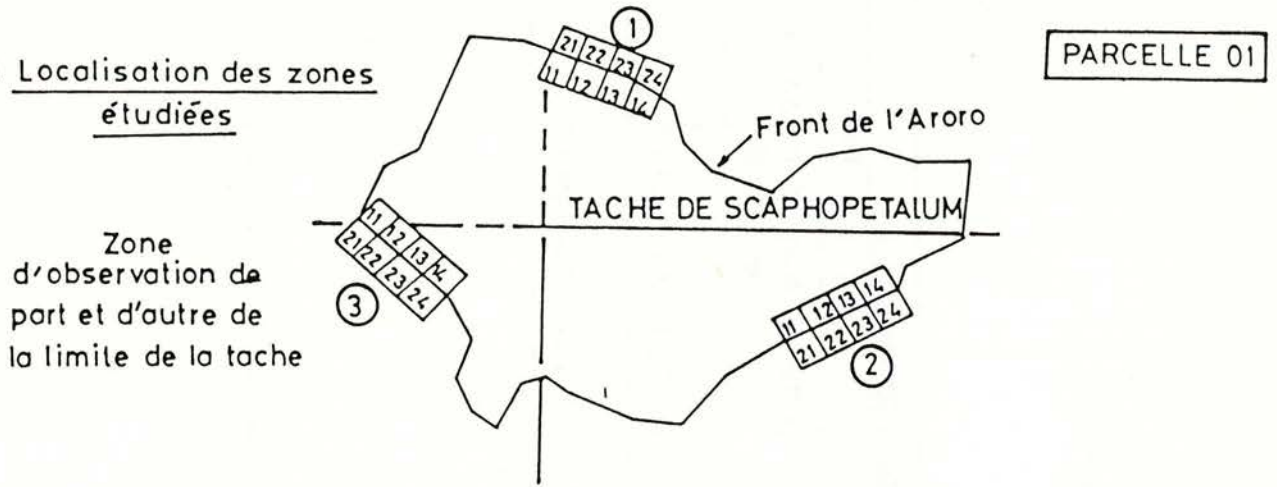 Localisation des zones
étudiées
Zone
d'observation de
part et d'autre de
la limite de la tache
1
21 22 23 24
11 12 13 14
PARCELLE 01
Front de l'Aroro
TACHE DE SCAPHOPETALUM
11 12 13 14
21 22 23 24
3
11 12 13 14
21 22 23 24
2